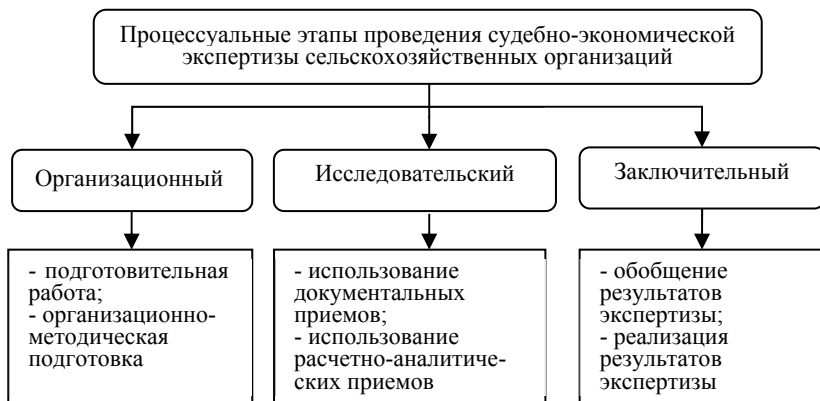 Процессуальные этапы проведения судебно-экономической
экспертизы сельскохозяйственных организаций
Организационный
Исследовательский
Заключительный
- подготовительная
работа;
- организационно-
методическая
подготовка
- использование
документальных
приемов;
- использование
расчетно-аналитиче-
ских приемов
- обобщение
результатов
экспертизы;
- реализация
результатов
экспертизы